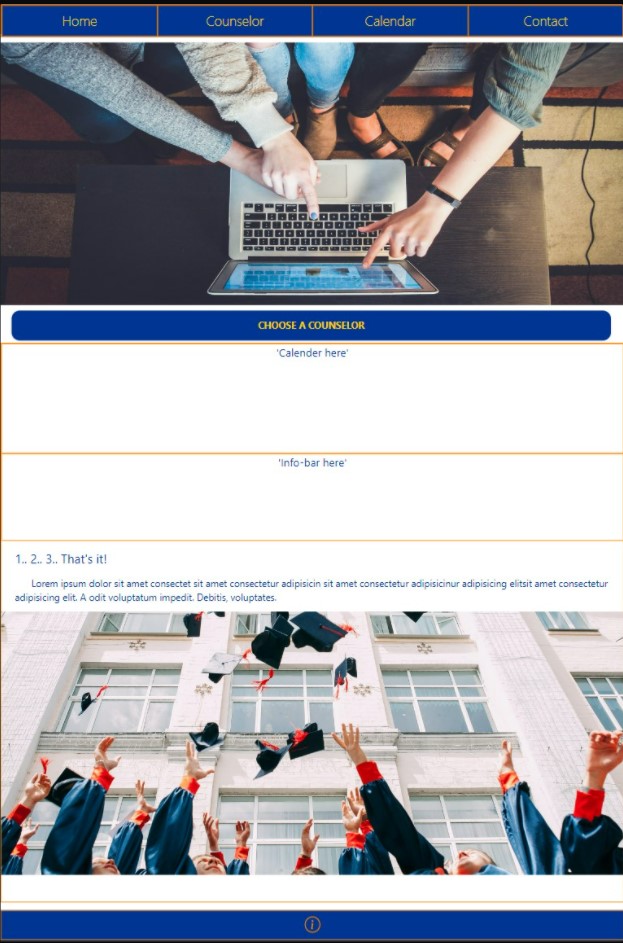 Home Counselor Calendar Contact
CHOOSE A COUNSELOR
'Calender here'
'Info-bar here'
1.. 2.. 3.. That's it!
Lorem ipsum dolor sit amet consectet sit amet consectetur adipisicin sit amet consectetur adipisicinur adipisicing elitsit amet consectetur
adipisicing elit. A odit voluptatum impedit. Debitis, voluptates.
i